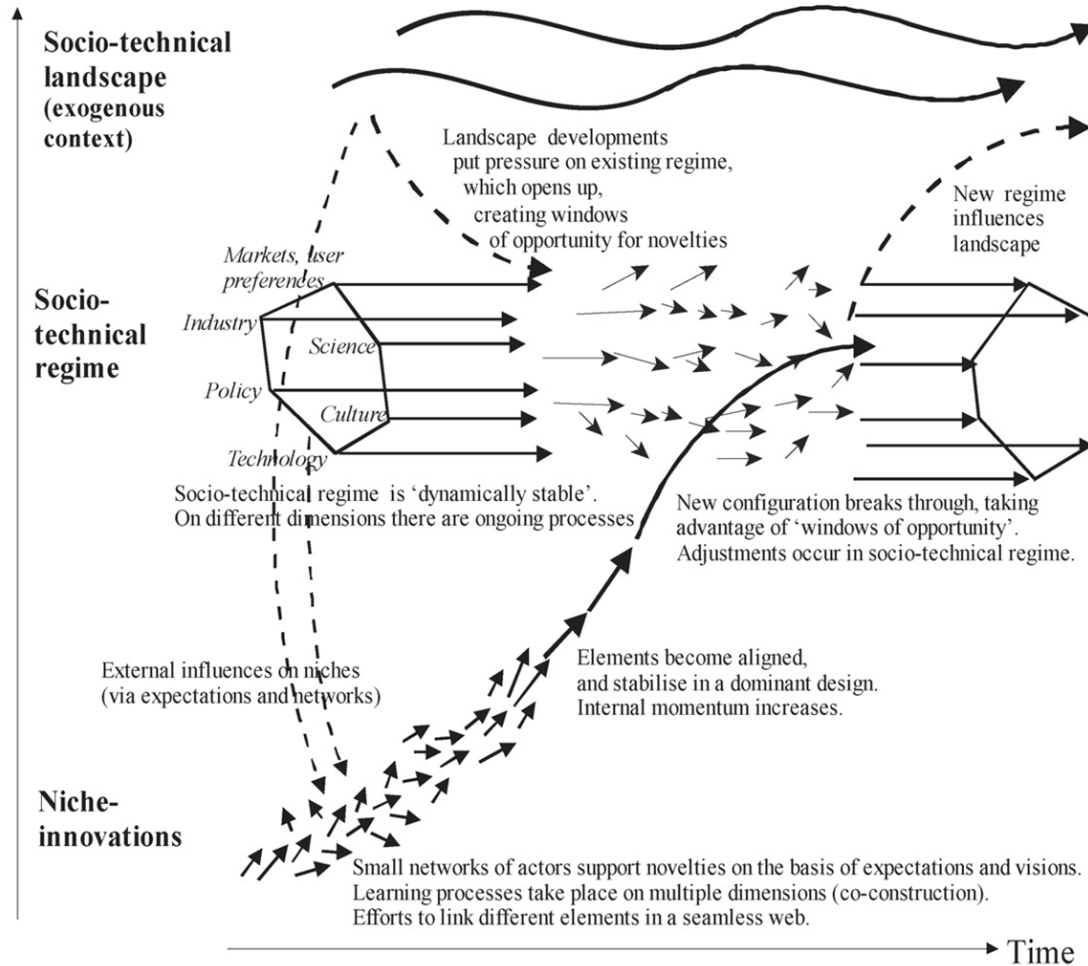 Socio-technical
landscape
(exogenous
context)
Landscape developments
put pressure on existing regime,
which opens up,
creating windows
of opportunity for novelties
New regime
influences
landscape
Markets, user
preferences
Socio-
technical
regime
Industry
Science
Policy
Culture
Technology
Socio-technical regime is ‘dynamically stable’.
On different dimensions there are ongoing processes
New configuration breaks through, taking
advantage of ‘windows of opportunity’.
Adjustments occur in socio-technical regime.
External influences on niches
(via expectations and networks)
Elements become aligned,
and stabilise in a dominant design.
Internal momentum increases.
Niche-
innovations
Small networks of actors support novelties on the basis of expectations and visions.
Learning processes take place on multiple dimensions (co-construction).
Efforts to link different elements in a seamless web.
Time